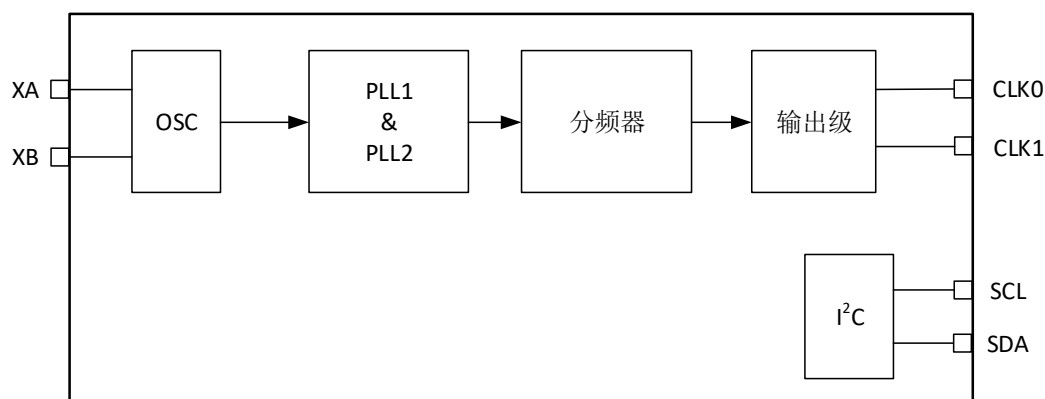 XA
XB
OSC
PLL1
&
PLL2
分频器
输出级
CLK0
CLK1
I²C
SCL
SDA